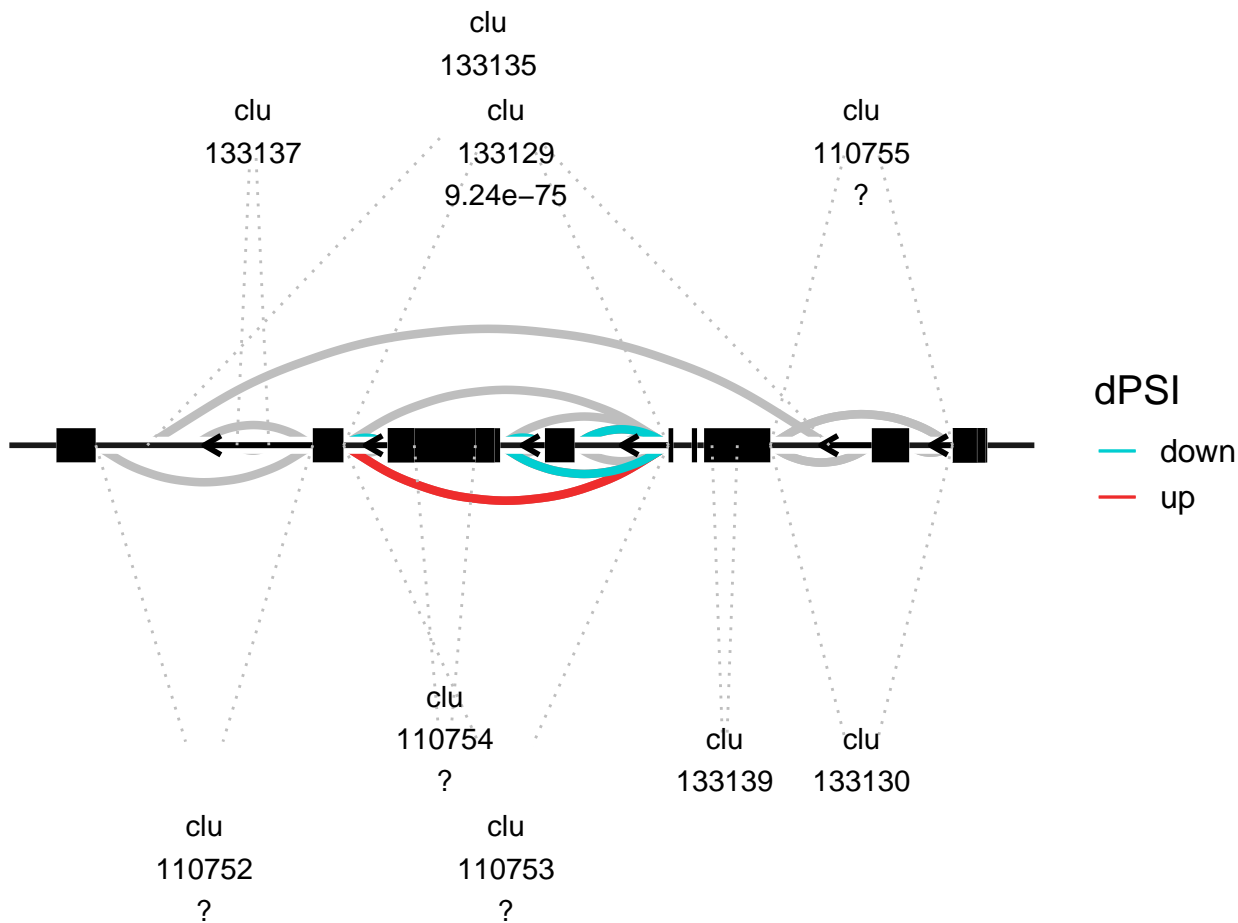 clu
133135
clu
133137
clu
133129
9.24e−75
clu
110755
?
dPSI
down
up
clu
110754
?
clu
133139
clu
133130
clu
110752
?
clu
110753
?